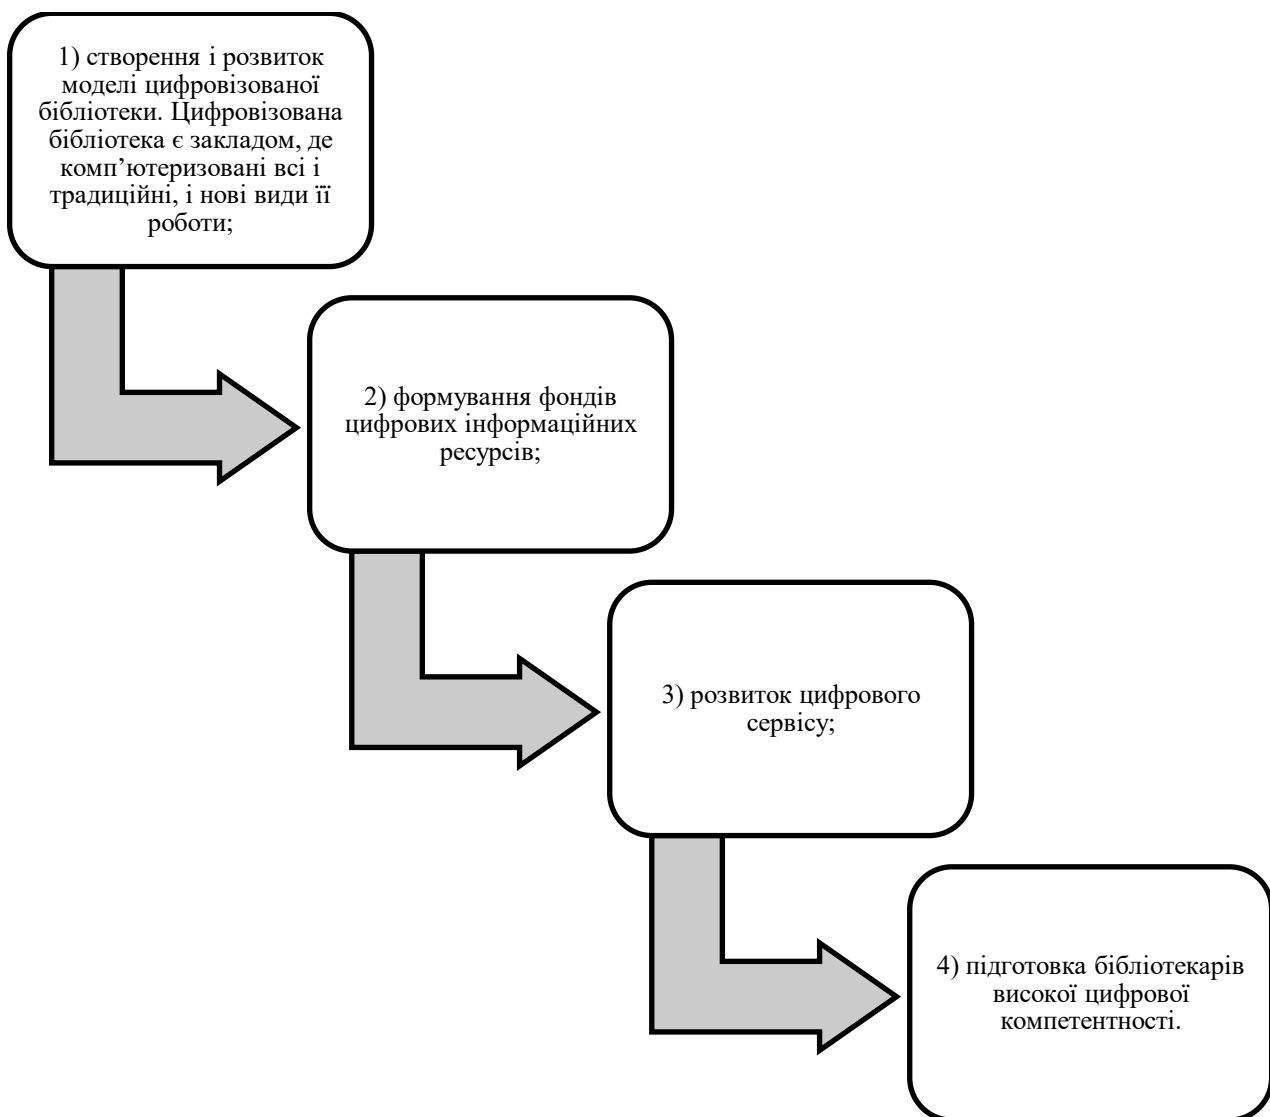 1) створення і розвиток
моделі цифровізованої
бібліотеки. Цифровізована
бібліотека є закладом, де
комп’ютеризовані всі і
традиційні, і нові види її
роботи;
2) формування фондів
цифрових інформаційних
ресурсів;
3) розвиток цифрового
сервісу;
4) підготовка бібліотекарів
високої цифрової
компетентності.